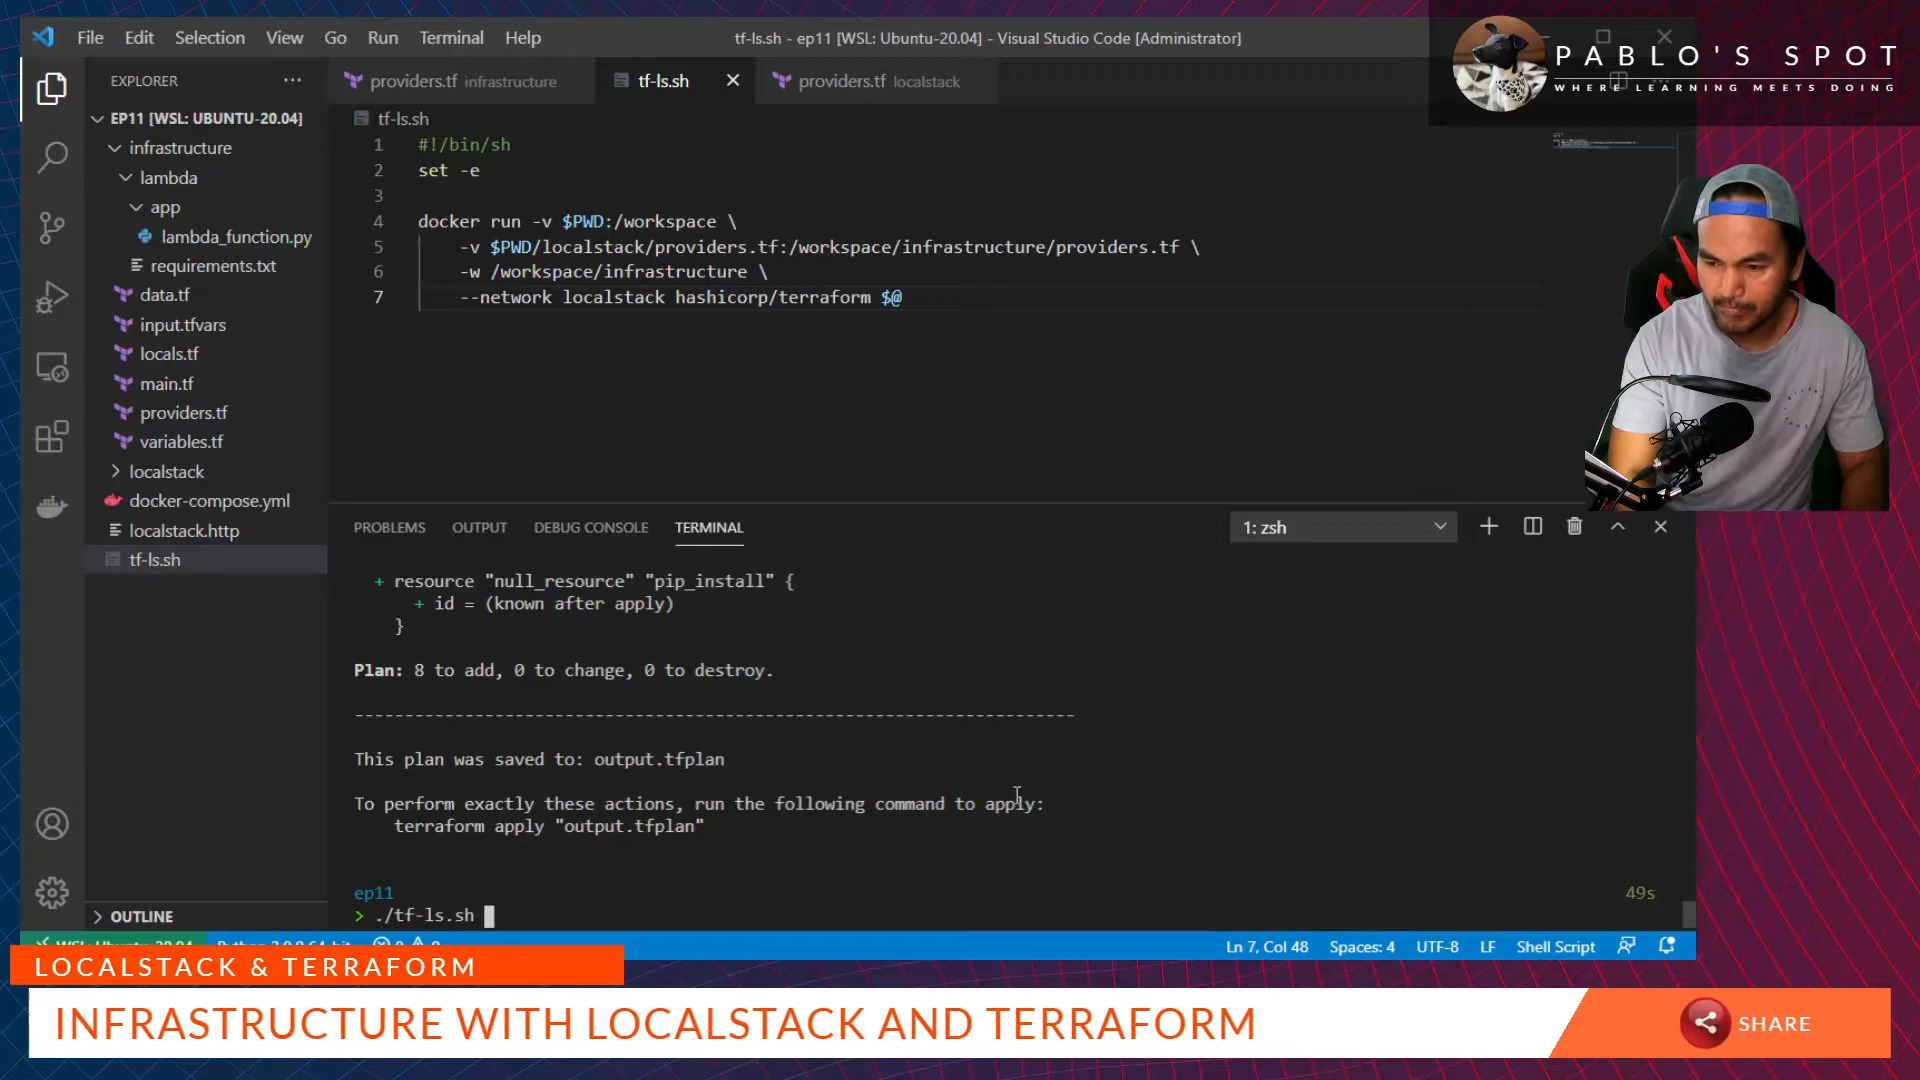 File Edit Selection View Go Run Terminal Help
tf-ls.sh - ep11 [WSL: Ubuntu-20.04] - Visual Studio Code [Administrator]
PABLO'S SPOT
WHERE LEARNING MEETS DOING
EXPLORER
EP11 [WSL: UBUNTU-20.04]
infrastructure
lambda
app
lambda_function.py
requirements.txt
data.tf
input.tfvars
locals.tf
main.tf
providers.tf
variables.tf
localstack
docker-compose.yml
localstack.http
tf-ls.sh
OUTLINE
providers.tf infrastructure
tf-ls.sh
providers.tf localstack
tf-ls.sh
1 #!/bin/sh
2 set -e
3
4 docker run -v $PWD:/workspace \
5 -v $PWD/localstack/providers.tf:/workspace/infrastructure/providers.tf \
6 -w /workspace/infrastructure \
7 --network localstack hashicorp/terraform $@
PROBLEMS OUTPUT DEBUG CONSOLE TERMINAL
1: zsh
+ resource "null_resource" "pip_install" {
+ id = (known after apply)
}
Plan: 8 to add, 0 to change, 0 to destroy.
------------------------------------------------------------------------
This plan was saved to: output.tfplan
To perform exactly these actions, run the following command to apply:
terraform apply "output.tfplan"
ep11 49s
> ./tf-ls.sh
Ln 7, Col 48 Spaces: 4 UTF-8 LF Shell Script
LOCALSTACK & TERRAFORM
INFRASTRUCTURE WITH LOCALSTACK AND TERRAFORM
SHARE